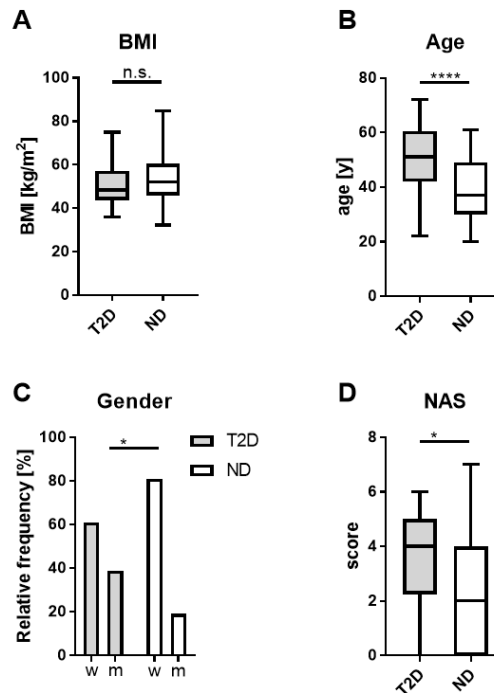 A
BMI
n.s.
BMI [kg/m²]
100
80
60
40
20
0
T2D
ND
B
Age
****
age [y]
80
60
40
20
0
T2D
ND
C
Gender
*
Relative frequency [%]
100
80
60
40
20
0
w
m
w
m
T2D
ND
D
NAS
*
score
8
6
4
2
0
T2D
ND